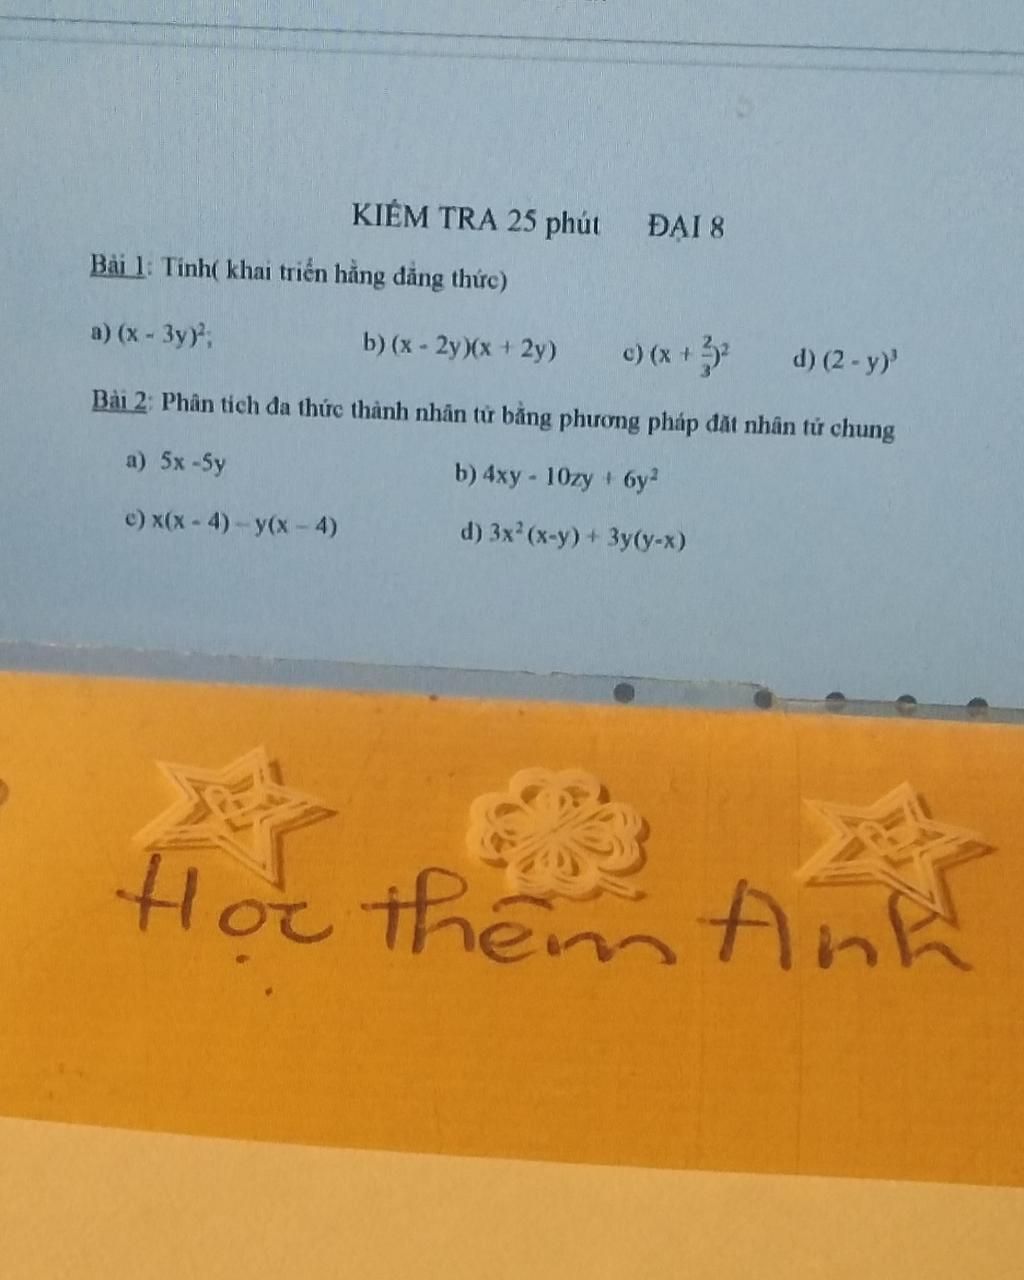 KIỂM TRA 25 phút ĐẠI 8
Bài 1: Tính( khai triển hằng đẳng thức)
a) (x - 3y)²; b) (x - 2y)(x + 2y) c) (x + 2/3)² d) (2 - y)³
Bài 2: Phân tích đa thức thành nhân tử bằng phương pháp đặt nhân tử chung
a) 5x -5y b) 4xy - 10zy + 6y²
c) x(x - 4) – y(x – 4) d) 3x² (x-y) + 3y(y-x)
Học thêm Anh